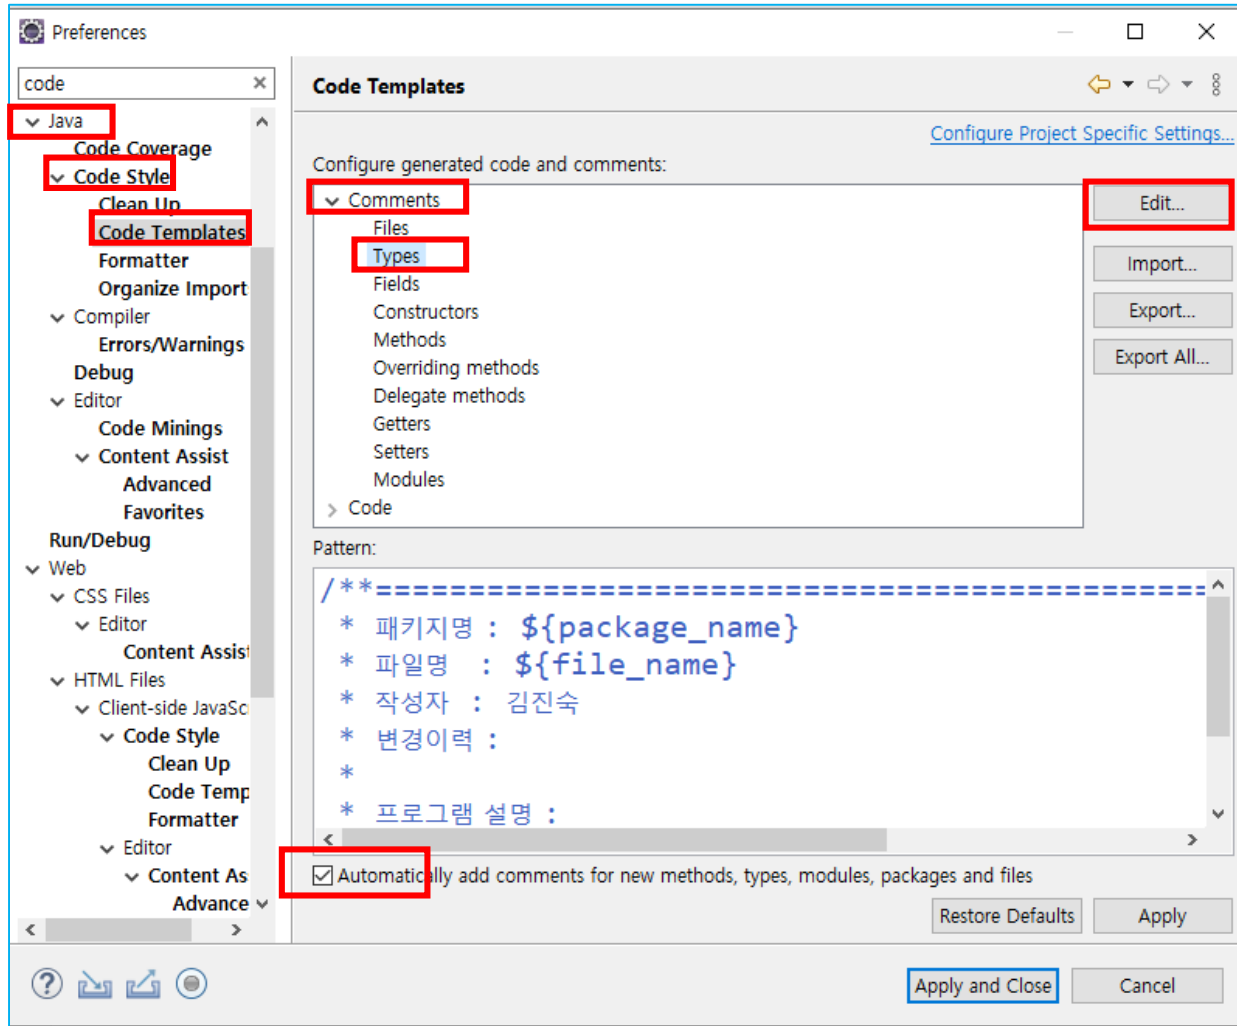 Preferences
code
Java
Code Coverage
Code Style
Clean Up
Code Templates
Formatter
Organize Import
Compiler
Errors/Warnings
Debug
Editor
Code Minings
Content Assist
Advanced
Favorites
Run/Debug
Web
CSS Files
Editor
Content Assist
HTML Files
Client-side JavaSc
Code Style
Clean Up
Code Temp
Formatter
Editor
Content As
Advance
Code Templates
Configure Project Specific Settings...
Configure generated code and comments:
Comments
Files
Types
Fields
Constructors
Methods
Overriding methods
Delegate methods
Getters
Setters
Modules
Code
Edit...
Import...
Export...
Export All...
Pattern:
/**=============================================
* 패키지명 : ${package_name}
* 파일명 : ${file_name}
* 작성자 : 김진숙
* 변경이력 :
*
* 프로그램 설명 :
Automatically add comments for new methods, types, modules, packages and files
Restore Defaults
Apply
Apply and Close
Cancel